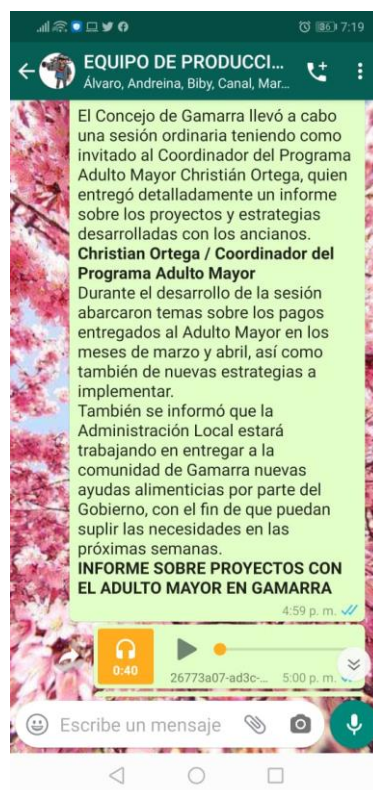 86 7:19
EQUIPO DE PRODUCCI...
Álvaro, Andreina, Biby, Canal, Mar...
El Concejo de Gamarra llevó a cabo
una sesión ordinaria teniendo como
invitado al Coordinador del Programa
Adulto Mayor Christián Ortega, quien
entregó detalladamente un informe
sobre los proyectos y estrategias
desarrolladas con los ancianos.
Christian Ortega / Coordinador del
Programa Adulto Mayor
Durante el desarrollo de la sesión
abarcaron temas sobre los pagos
entregados al Adulto Mayor en los
meses de marzo y abril, así como
también de nuevas estrategias a
implementar.
También se informó que la
Administración Local estará
trabajando en entregar a la
comunidad de Gamarra nuevas
ayudas alimenticias por parte del
Gobierno, con el fin de que puedan
suplir las necesidades en las
próximas semanas.
INFORME SOBRE PROYECTOS CON
EL ADULTO MAYOR EN GAMARRA
4:59 p. m.
0:40
26773a07-ad3c-... 5:00 p. m.
Escribe un mensaje